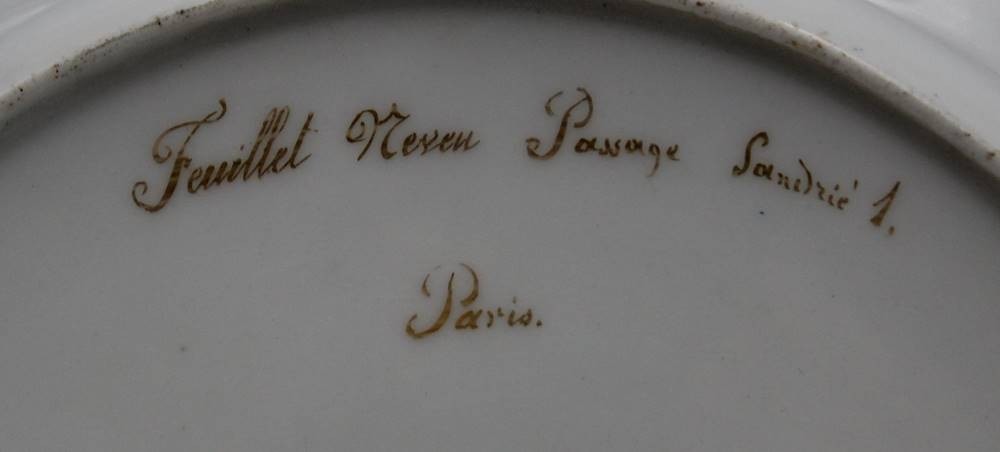 Feuillet Neveu Passage Sandrié 1.
Paris.